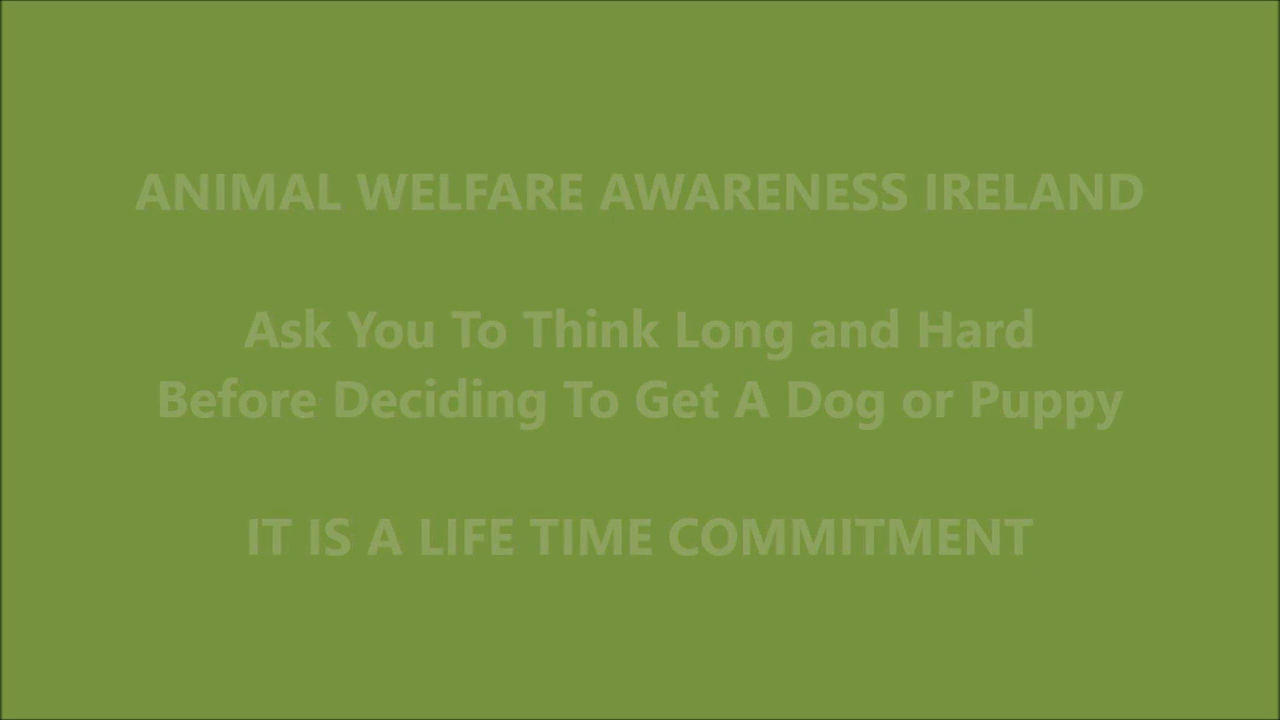 ANIMAL WELFARE AWARENESS IRELAND
Ask You To Think Long and Hard
Before Deciding To Get A Dog or Puppy
IT IS A LIFE TIME COMMITMENT